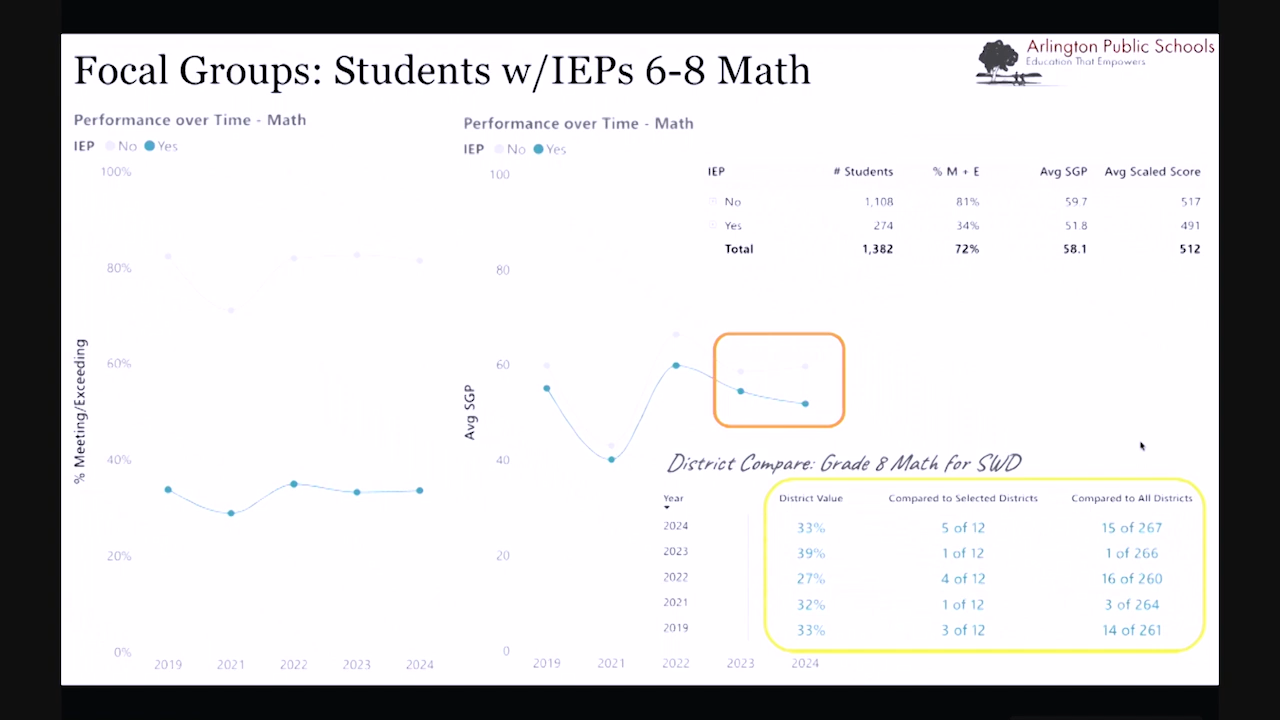 Focal Groups: Students w/IEPs 6-8 Math
Arlington Public Schools
Education That Empowers
Performance over Time - Math
IEP No Yes
100%
80%
60%
40%
20%
0%
% Meeting/Exceeding
2019 2021 2022 2023 2024
Performance over Time - Math
IEP No Yes
100
80
60
40
20
0
Avg SGP
2019 2021 2022 2023 2024
IEP # Students % M + E Avg SGP Avg Scaled Score
No 1,108 81% 59.7 517
Yes 274 34% 51.8 491
Total 1,382 72% 58.1 512
District Compare: Grade 8 Math for SWD
Year District Value Compared to Selected Districts Compared to All Districts
2024 33% 5 of 12 15 of 267
2023 39% 1 of 12 1 of 266
2022 27% 4 of 12 16 of 260
2021 32% 1 of 12 3 of 264
2019 33% 3 of 12 14 of 261